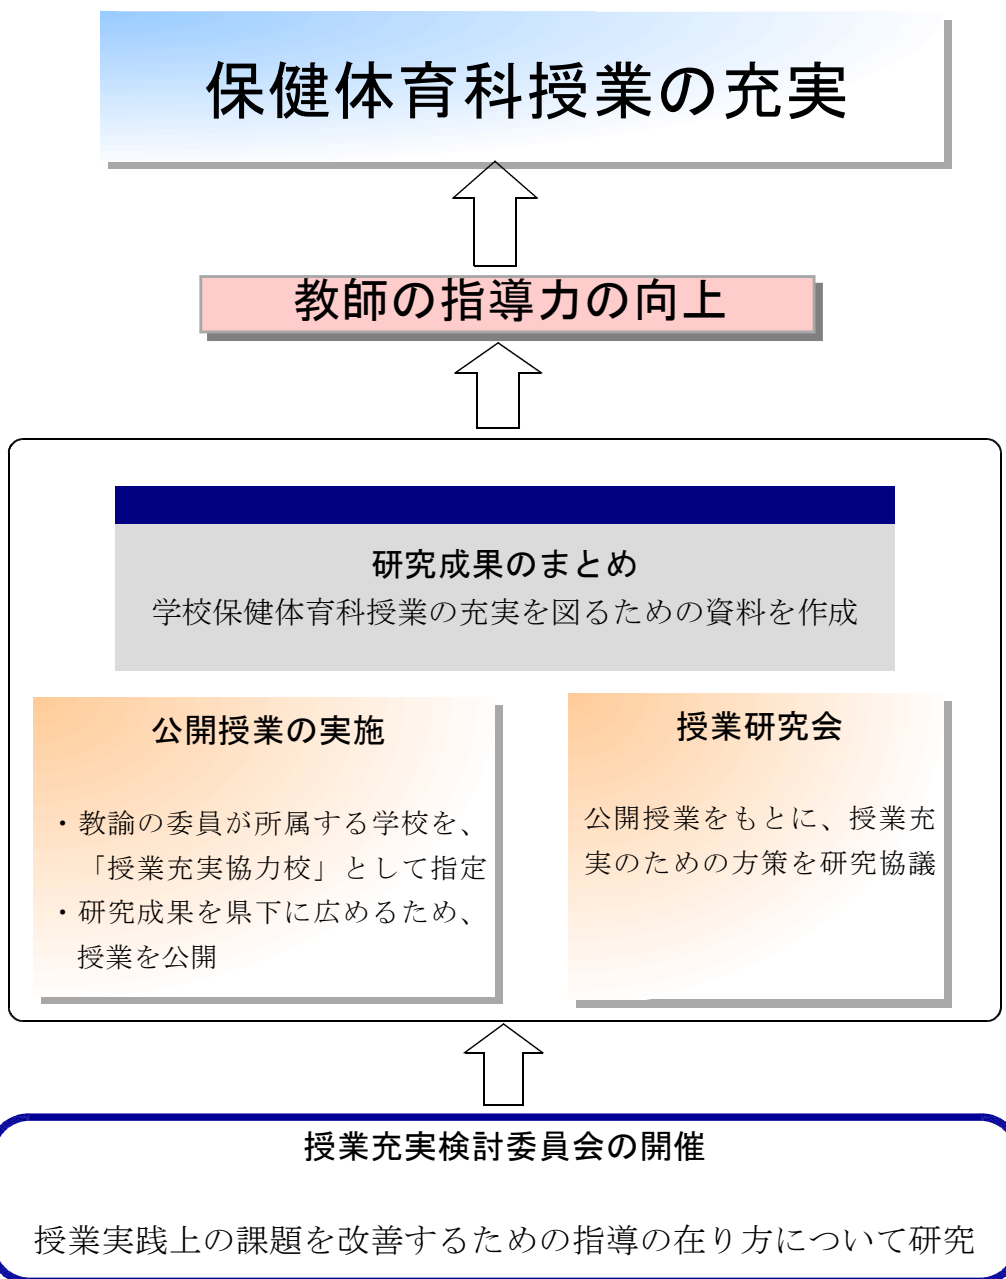 保健体育科授業の充実
教師の指導力の向上
研究成果のまとめ
学校保健体育科授業の充実を図るための資料を作成
公開授業の実施
・教諭の委員が所属する学校を、
「授業充実協力校」として指定
・研究成果を県下に広めるため、
授業を公開
授業研究会
公開授業をもとに、授業充
実のための方策を研究協議
授業充実検討委員会の開催
授業実践上の課題を改善するための指導の在り方について研究